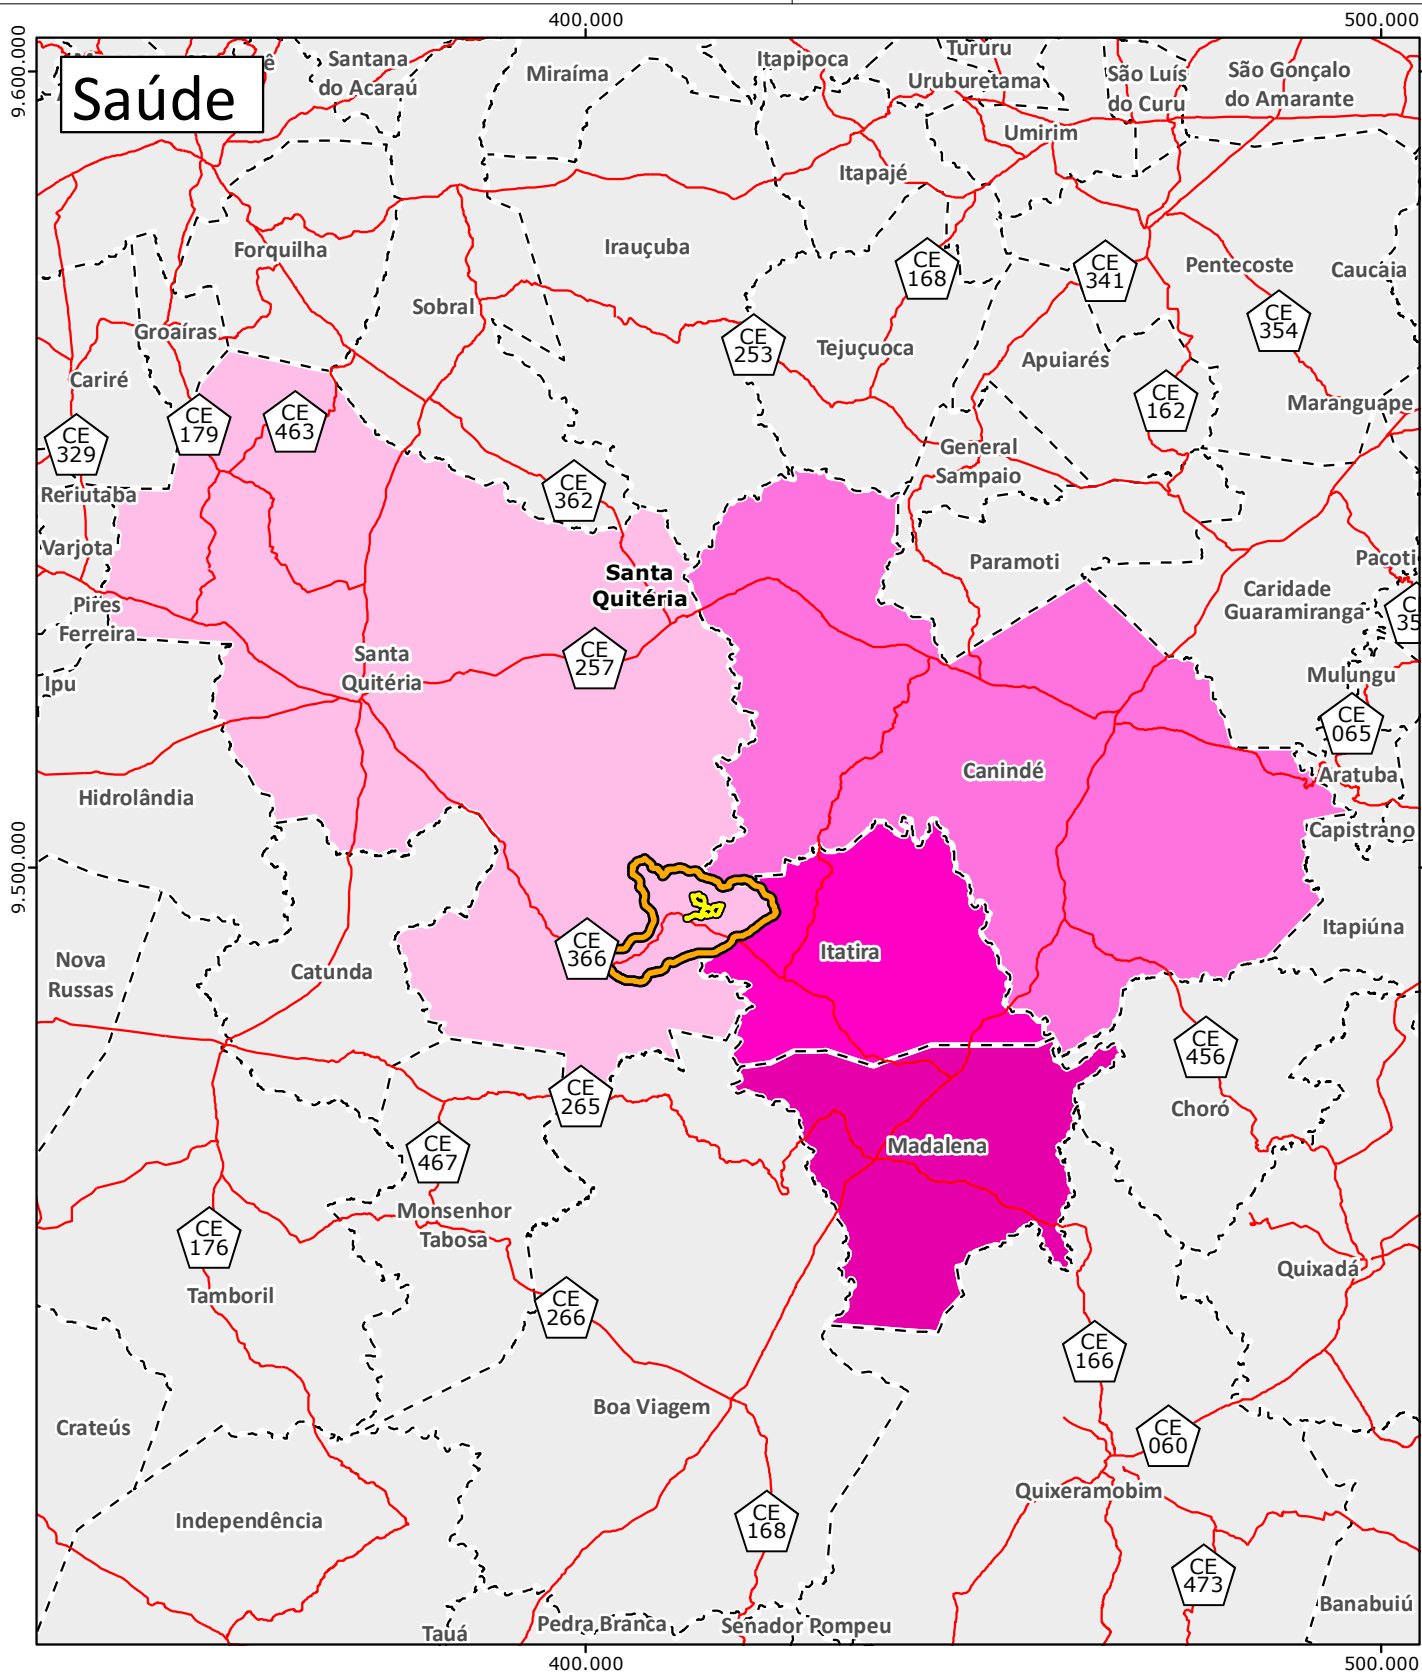 400.000
500.000
9.600.000
Saúde
ê
Santana
do Acaraú
Miraíma
Itapipoca
Tururu
Uruburetama
São Luís
do Curu
São Gonçalo
do Amarante
Umirim
Itapajé
Forquilha
Irauçuba
CE
168
CE
341
Pentecoste
Caucaia
Sobral
Groaíras
CE
253
Tejuçuoca
CE
354
Apuiarés
Cariré
CE
179
CE
463
CE
162
Maranguape
CE
329
General
Sampaio
Reriutaba
CE
362
Varjota
Paramoti
Pacoti
Santa
Quitéria
Caridade
Guaramiranga
Pires
Ferreira
CE
257
Santa
Quitéria
Ipu
Mulungu
CE
065
Canindé
Aratuba
Hidrolândia
Capistrano
9.500.000
CE
366
Itatira
Itapiúna
Nova
Russas
Catunda
CE
456
CE
265
Choró
CE
467
Madalena
Monsenhor
Tabosa
CE
176
Quixadá
Tamboril
CE
266
CE
166
Boa Viagem
Crateús
CE
060
Quixeramobim
Independência
CE
168
CE
473
Banabuiú
Tauá
Pedra Branca
Senador Pompeu
400.000
500.000